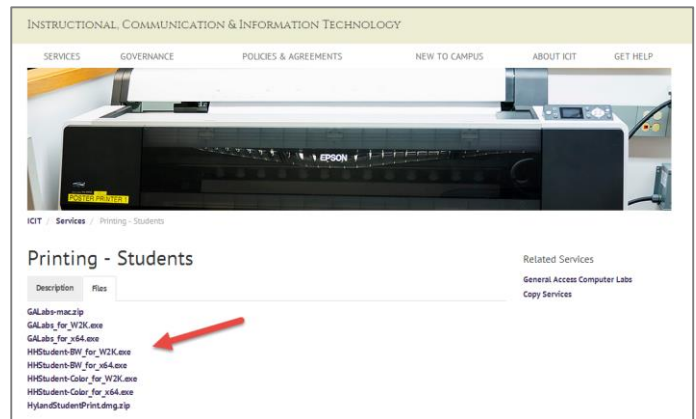 INSTRUCTIONAL, COMMUNICATION & INFORMATION TECHNOLOGY
SERVICES GOVERNANCE POLICIES & AGREEMENTS NEW TO CAMPUS ABOUT ICIT GET HELP
EPSON
POSTER PRINTER 1
ICIT / Services / Printing - Students
Printing - Students
Related Services
Description Files
General Access Computer Labs
Copy Services
GALabs-mac.zip
GALabs_for_W2K.exe
GALabs_for_x64.exe
HHStudent-BW_for_W2K.exe
HHStudent-BW_for_x64.exe
HHStudent-Color_for_W2K.exe
HHStudent-Color_for_x64.exe
HylandStudentPrint.dmg.zip